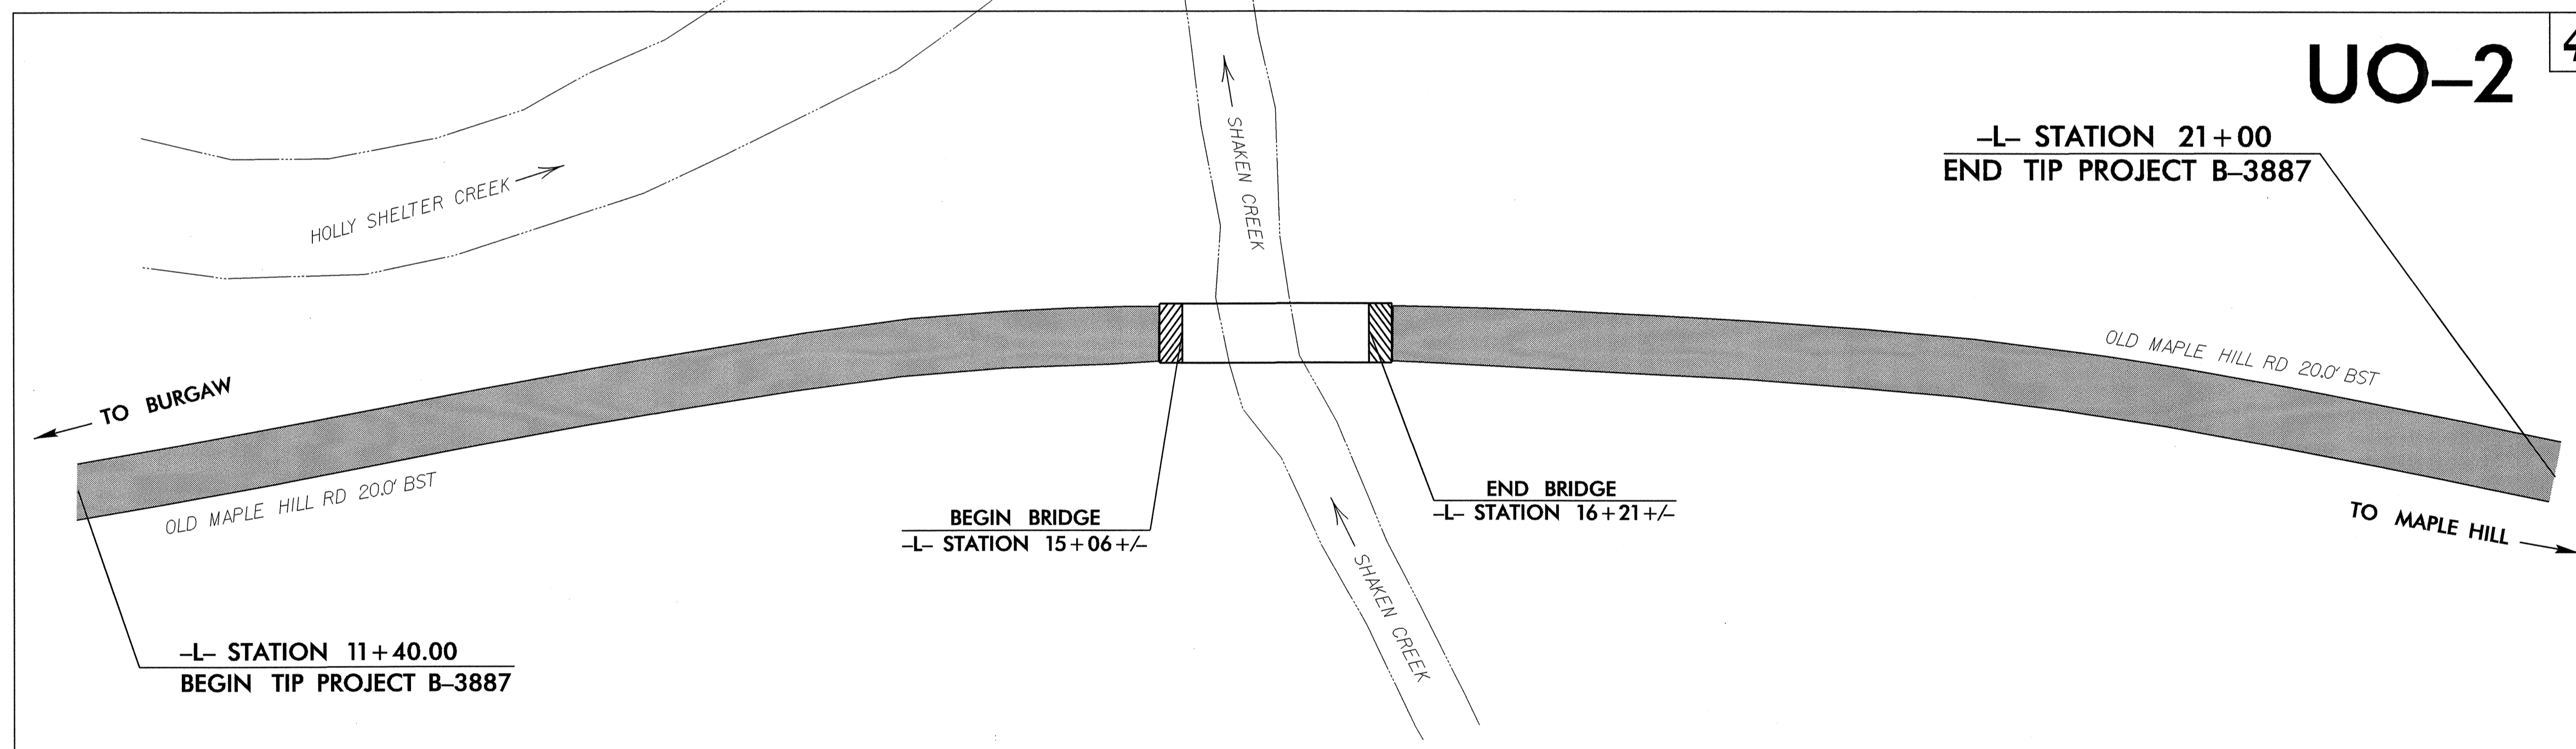 UO–2
–L– STATION 21+00
END TIP PROJECT B–3887
SHAKEN CREEK
HOLLY SHELTER CREEK
OLD MAPLE HILL RD 20.0' BST
TO BURGAW
OLD MAPLE HILL RD 20.0' BST
BEGIN BRIDGE
–L– STATION 15+06+/–
END BRIDGE
–L– STATION 16+21+/–
TO MAPLE HILL
SHAKEN CREEK
–L– STATION 11+40.00
BEGIN TIP PROJECT B–3887